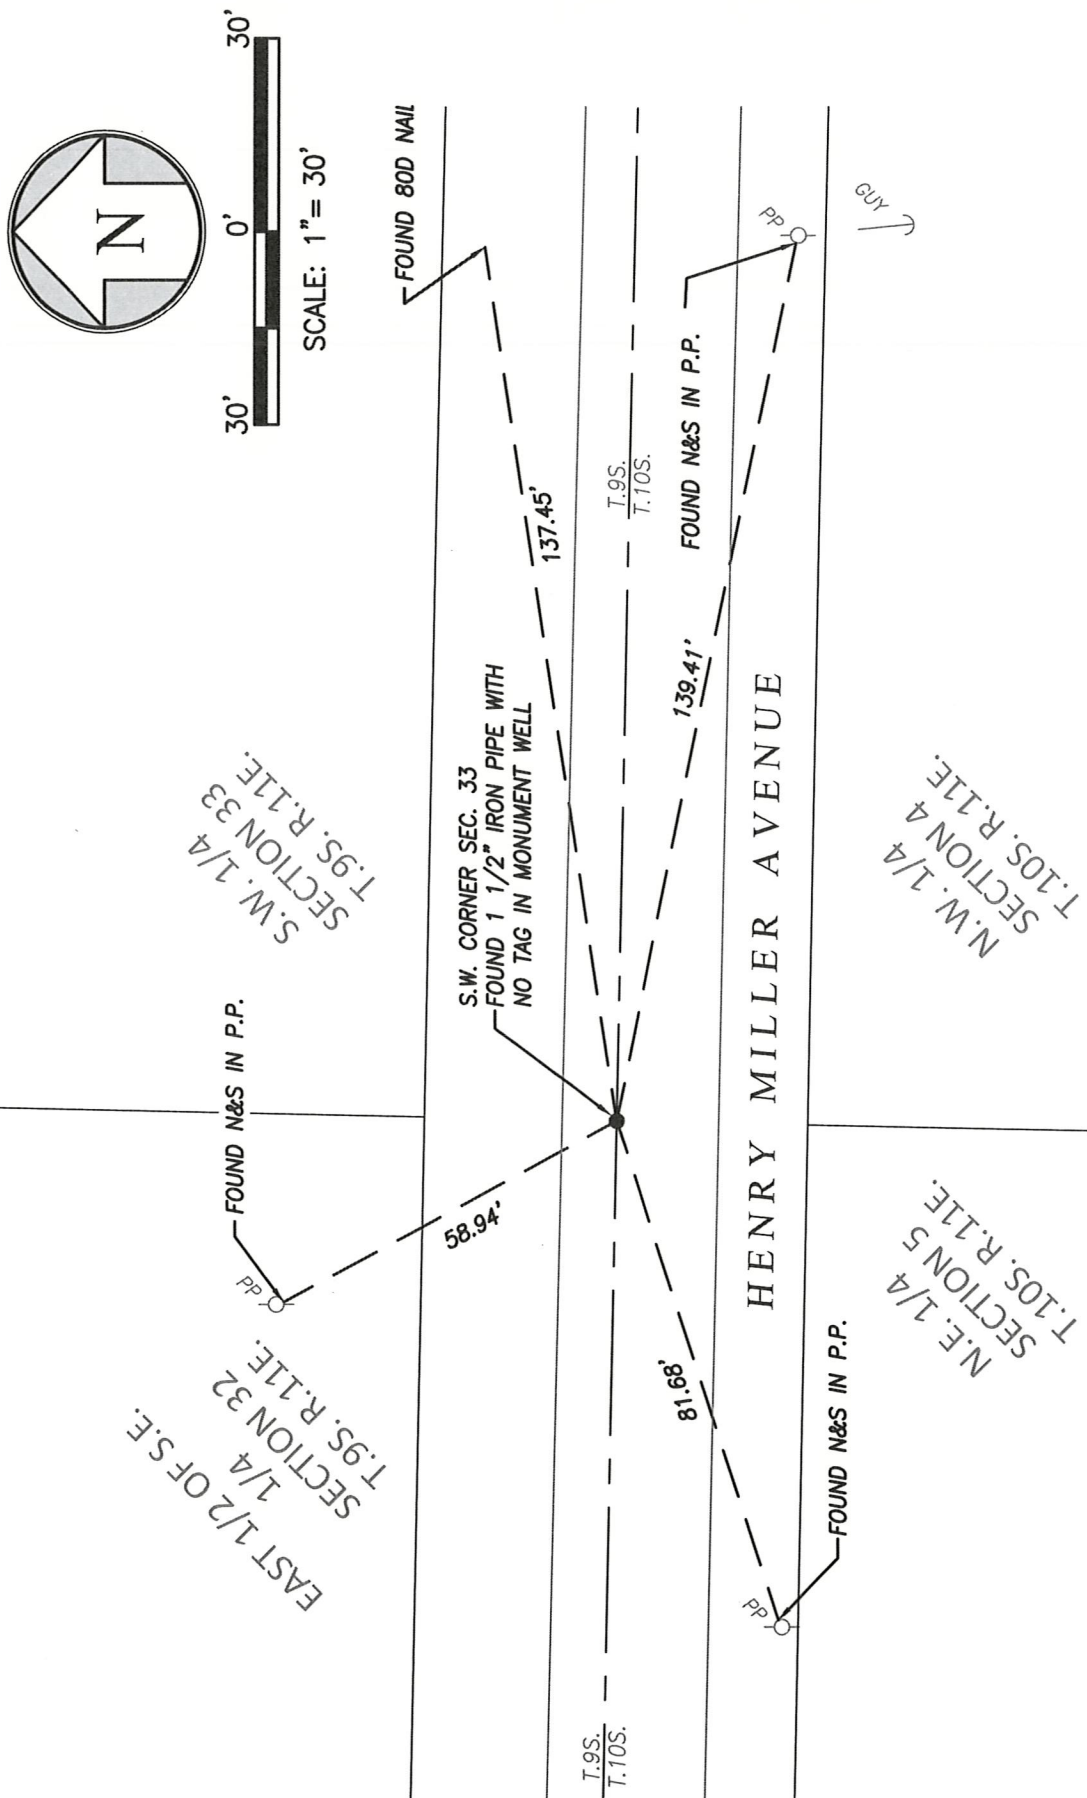 N
30'
0'
30'
SCALE: 1"= 30'
FOUND 80D NAIL
137.45'
S.W. 1/4
SECTION 33
T.9S. R.11E.
FOUND N&S IN P.P.
PP
58.94'
EAST 1/2 OF S.E.
1/4
SECTION 32
T.9S. R.11E.
S.W. CORNER SEC. 33
FOUND 1 1/2" IRON PIPE WITH
NO TAG IN MONUMENT WELL
T.9S.
T.10S.
T.9S.
T.10S.
FOUND N&S IN P.P.
PP
GUY
139.41'
81.68'
HENRY MILLER AVENUE
PP
FOUND N&S IN P.P.
N.E. 1/4
SECTION 5
T.10S. R.11E.
N.W. 1/4
SECTION 4
T.10S. R.11E.